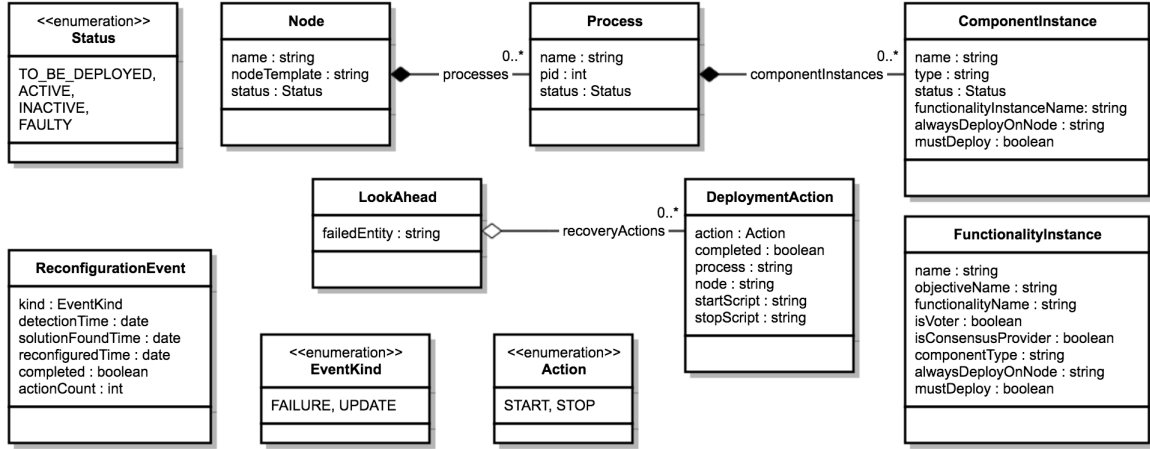 <<enumeration>>
Status
TO_BE_DEPLOYED,
ACTIVE,
INACTIVE,
FAULTY
Node
name : string
nodeTemplate : string
status : Status
processes
0..*
Process
name : string
pid : int
status : Status
componentInstances
0..*
ComponentInstance
name : string
type : string
status : Status
functionalityInstanceName: string
alwaysDeployOnNode : string
mustDeploy : boolean
LookAhead
failedEntity : string
recoveryActions
0..*
DeploymentAction
action : Action
completed : boolean
process : string
node : string
startScript : string
stopScript : string
FunctionalityInstance
name : string
objectiveName : string
functionalityName : string
isVoter : boolean
isConsensusProvider : boolean
componentType : string
alwaysDeployOnNode : string
mustDeploy : boolean
ReconfigurationEvent
kind : EventKind
detectionTime : date
solutionFoundTime : date
reconfiguredTime : date
completed : boolean
actionCount : int
<<enumeration>>
EventKind
FAILURE, UPDATE
<<enumeration>>
Action
START, STOP